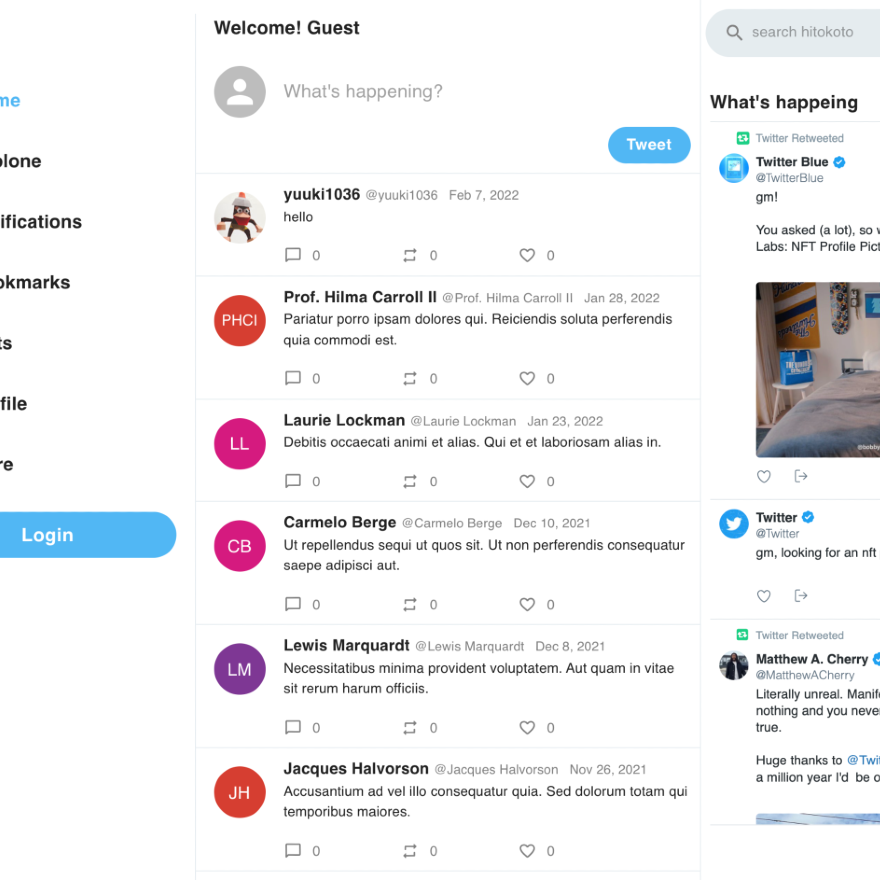 me
lone
ifications
okmarks
ts
file
re
Login
Welcome! Guest
What's happening?
Tweet
yuuki1036 @yuuki1036 Feb 7, 2022
hello
0 0 0
PHCI
Prof. Hilma Carroll II @Prof. Hilma Carroll II Jan 28, 2022
Pariatur porro ipsam dolores qui. Reiciendis soluta perferendis
quia commodi est.
0 0 0
LL
Laurie Lockman @Laurie Lockman Jan 23, 2022
Debitis occaecati animi et alias. Qui et et laboriosam alias in.
0 0 0
CB
Carmelo Berge @Carmelo Berge Dec 10, 2021
Ut repellendus sequi ut quos sit. Ut non perferendis consequatur
saepe adipisci aut.
0 0 0
LM
Lewis Marquardt @Lewis Marquardt Dec 8, 2021
Necessitatibus minima provident voluptatem. Aut quam in vitae
sit rerum harum officiis.
0 0 0
JH
Jacques Halvorson @Jacques Halvorson Nov 26, 2021
Accusantium ad vel illo consequatur quia. Sed dolorum totam qui
temporibus maiores.
0 0 0
search hitokoto
What's happeing
Twitter Retweeted
Twitter Blue
@TwitterBlue
gm!
You asked (a lot), so w
Labs: NFT Profile Pict
Twitter
@Twitter
gm, looking for an nft
Twitter Retweeted
Matthew A. Cherry
@MatthewACherry
Literally unreal. Manife
nothing and you never
true.
Huge thanks to @Twit
a million year I'd be o